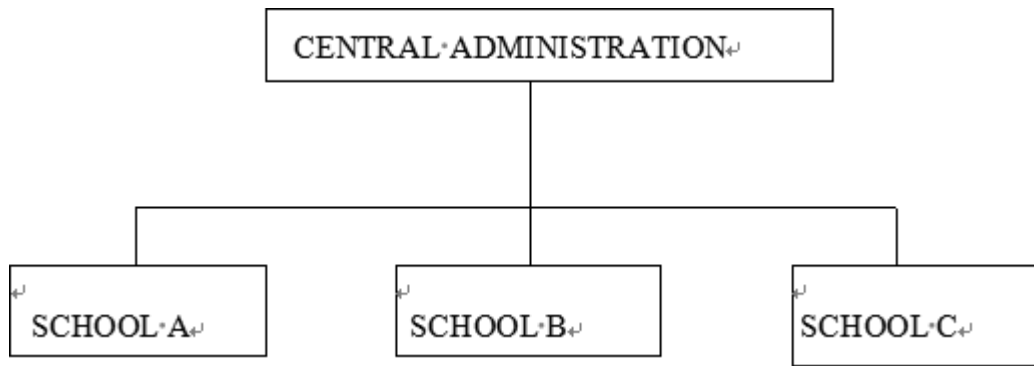 CENTRAL ADMINISTRATION
SCHOOL A
SCHOOL B
SCHOOL C